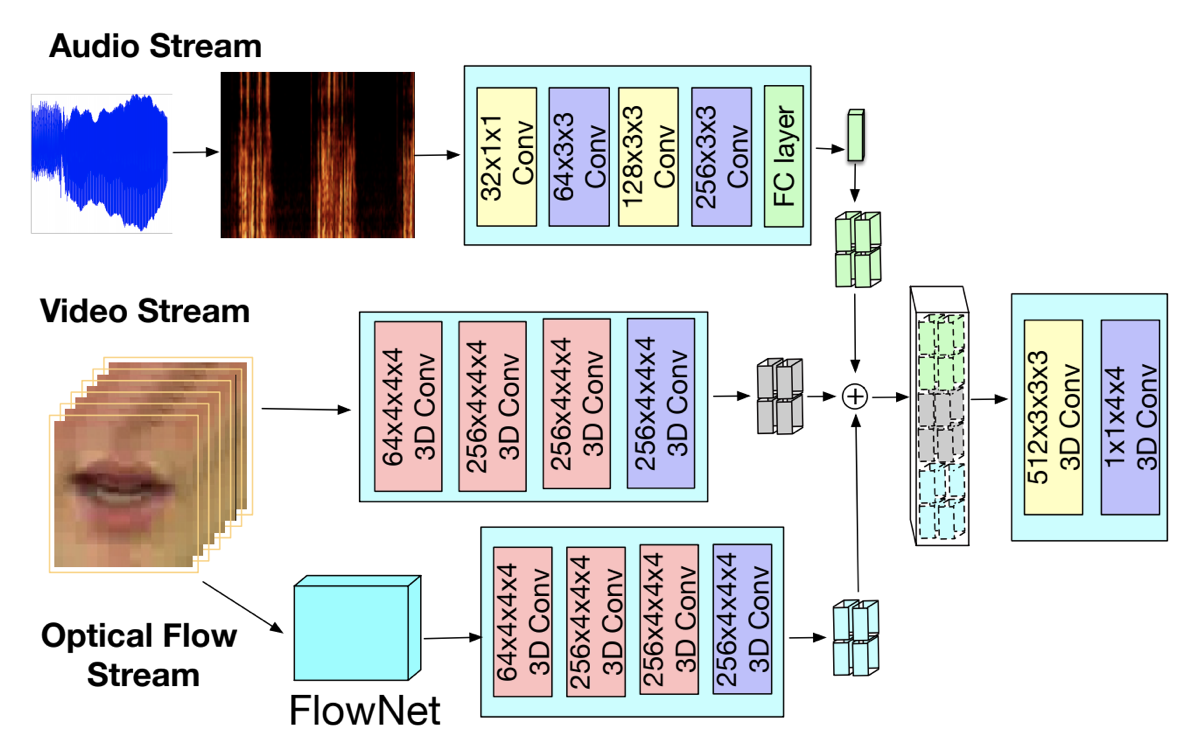 Audio Stream
32x1x1
Conv
64x3x3
Conv
128x3x3
Conv
256x3x3
Conv
FC layer
Video Stream
64x4x4x4
3D Conv
256x4x4x4
3D Conv
256x4x4x4
3D Conv
256x4x4x4
3D Conv
+
512x3x3x3
3D Conv
1x1x4x4
3D Conv
Optical Flow
Stream
FlowNet
64x4x4x4
3D Conv
256x4x4x4
3D Conv
256x4x4x4
3D Conv
256x4x4x4
3D Conv